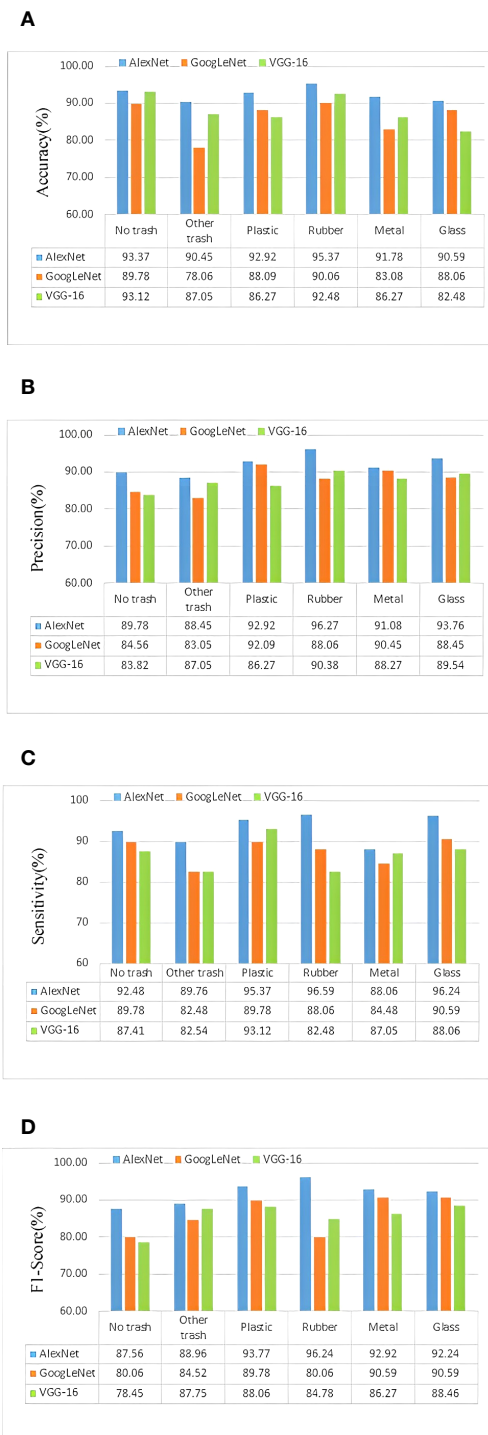 A
100.00
AlexNet GoogLeNet VGG-16
90.00
80.00
70.00
60.00
Accuracy(%)
No trash Other trash Plastic Rubber Metal Glass
AlexNet 93.37 90.45 92.92 95.37 91.78 90.59
GoogLeNet 89.78 78.06 88.09 90.06 83.08 88.06
VGG-16 93.12 87.05 86.27 92.48 86.27 82.48
B
100.00
AlexNet GoogLeNet VGG-16
90.00
80.00
70.00
60.00
Precision(%)
No trash Other trash Plastic Rubber Metal Glass
AlexNet 89.78 88.45 92.92 96.27 91.08 93.76
GoogLeNet 84.56 83.05 92.09 88.06 90.45 88.45
VGG-16 83.82 87.05 86.27 90.38 88.27 89.54
C
100
AlexNet GoogLeNet VGG-16
90
80
70
60
Sensitivity(%)
No trash Other trash Plastic Rubber Metal Glass
AlexNet 92.48 89.76 95.37 96.59 88.06 96.24
GoogLeNet 89.78 82.48 89.78 88.06 84.48 90.59
VGG-16 87.41 82.54 93.12 82.48 87.05 88.06
D
100.00
AlexNet GoogLeNet VGG-16
90.00
80.00
70.00
60.00
F1-Score(%)
No trash Other trash Plastic Rubber Metal Glass
AlexNet 87.56 88.96 93.77 96.24 92.92 92.24
GoogLeNet 80.06 84.52 89.78 80.06 90.59 90.59
VGG-16 78.45 87.75 88.06 84.78 86.27 88.46